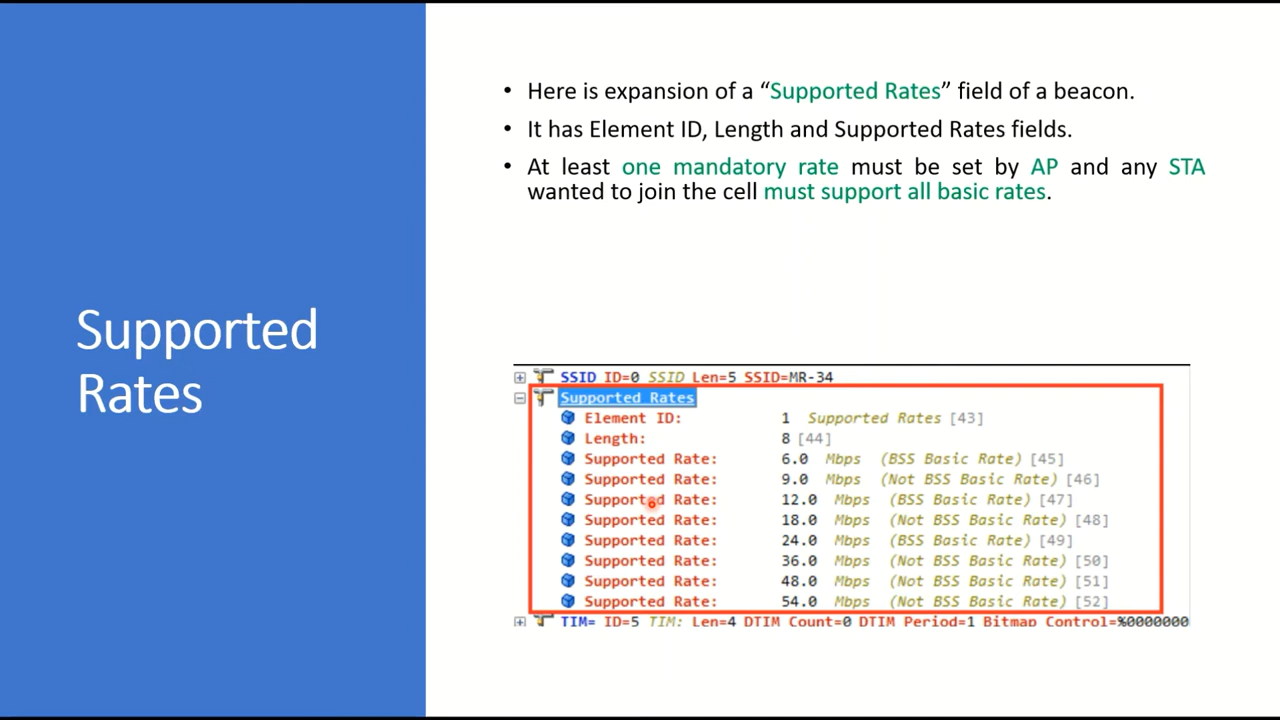 Supported
Rates
• Here is expansion of a “Supported Rates” field of a beacon.
• It has Element ID, Length and Supported Rates fields.
• At least one mandatory rate must be set by AP and any STA
wanted to join the cell must support all basic rates.
SSID ID=0 SSID Len=5 SSID=MR-34
Supported Rates
Element ID: 1 Supported Rates [43]
Length: 8 [44]
Supported Rate: 6.0 Mbps (BSS Basic Rate) [45]
Supported Rate: 9.0 Mbps (Not BSS Basic Rate) [46]
Supported Rate: 12.0 Mbps (BSS Basic Rate) [47]
Supported Rate: 18.0 Mbps (Not BSS Basic Rate) [48]
Supported Rate: 24.0 Mbps (BSS Basic Rate) [49]
Supported Rate: 36.0 Mbps (Not BSS Basic Rate) [50]
Supported Rate: 48.0 Mbps (Not BSS Basic Rate) [51]
Supported Rate: 54.0 Mbps (Not BSS Basic Rate) [52]
TIM= ID=5 TIM: Len=4 DTIM Count=0 DTIM Period=1 Bitmap Control=%0000000